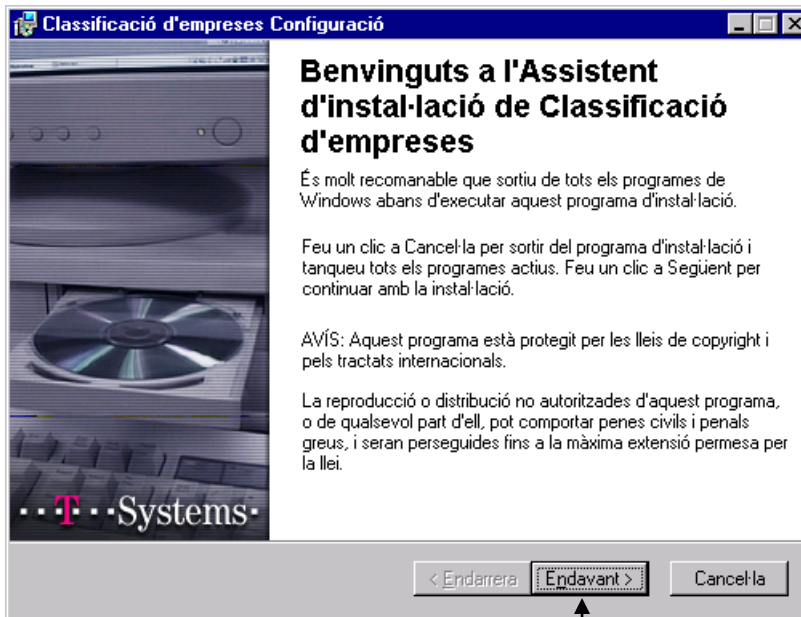 Classificació d'empreses Configuració
Benvinguts a l'Assistent
d'instal·lació de Classificació
d'empreses
És molt recomanable que sortiu de tots els programes de
Windows abans d'executar aquest programa d'instal·lació.
Feu un clic a Cancel·la per sortir del programa d'instal·lació i
tanqueu tots els programes actius. Feu un clic a Següent per
continuar amb la instal·lació.
AVÍS: Aquest programa està protegit per les lleis de copyright i
pels tractats internacionals.
La reproducció o distribució no autoritzades d'aquest programa,
o de qualsevol part d'ell, pot comportar penes civils i penals
greus, i seran perseguides fins a la màxima extensió permesa per
la llei.
··T··Systems·
< Endarrera Endavant > Cancel·la